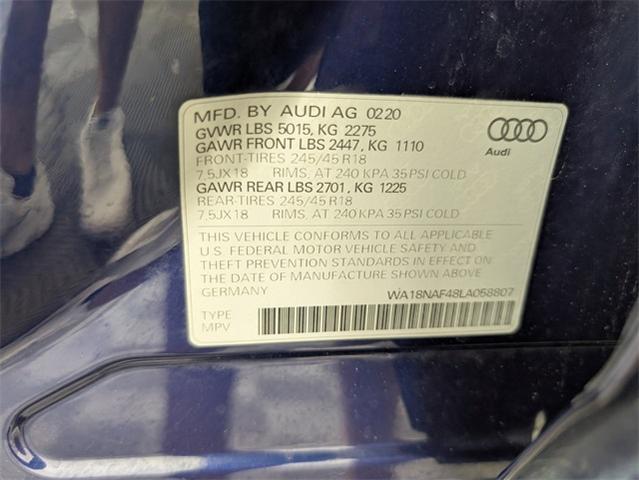 MFD. BY AUDI AG 0220
GVWR LBS 5015, KG 2275
GAWR FRONT LBS 2447, KG 1110
FRONT-TIRES 245/45 R18
7,5JX18 RIMS, AT 240 KPA 35 PSI COLD
GAWR REAR LBS 2701, KG 1225
REAR-TIRES 245/45 R18
7,5JX18 RIMS, AT 240 KPA 35 PSI COLD
Audi
THIS VEHICLE CONFORMS TO ALL APPLICABLE
U.S. FEDERAL MOTOR VEHICLE SAFETY AND
THEFT PREVENTION STANDARDS IN EFFECT ON
THE DATE OF MANUFACTURE SHOWN ABOVE
GERMANY WA18NAF48LA058807
TYPE
MPV